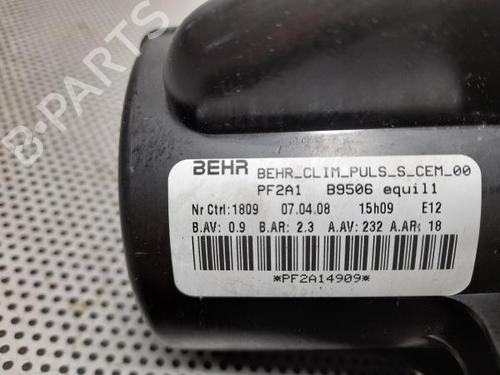 B-PARTS
BEHR BEHR_CLIM_PULS_S_CEM_00
PF2A1 B9506 equil1
Nr Ctrl:1809 07.04.08 15h09 E12
B.AV: 0.9 B.AR: 2.3 A.AV: 232 A.AR: 18
*PF2A14909*